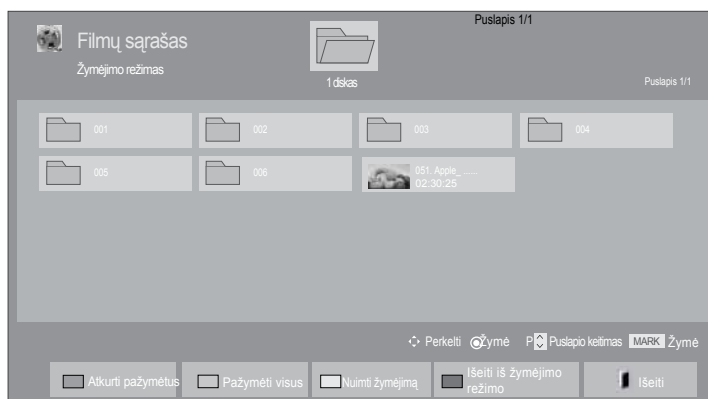 Puslapis 1/1
Filmų sąrašas
Žymėjimo režimas
1 diskas
Puslapis 1/1
001
002
003
004
005
006
051. Apple_ ......
02:30:25
Perkelti
Žymė
P
Puslapio keitimas
MARK
Žymė
Atkurti pažymėtus
Pažymėti visus
Nuimti žymėjimą
Išeiti iš žymėjimo
režimo
Išeiti